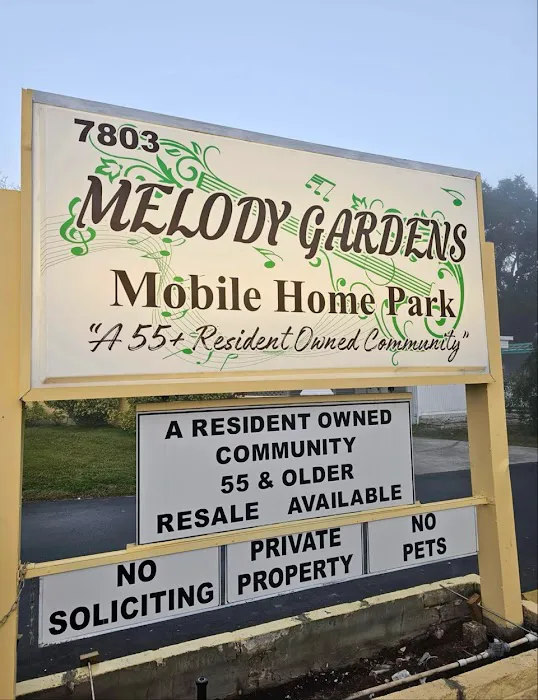 7803
MELODY GARDENS
Mobile Home Park
"A 55+ Resident Owned Community"
A RESIDENT OWNED
COMMUNITY
55 & OLDER
RESALE AVAILABLE
NO
SOLICITING
PRIVATE
PROPERTY
NO
PETS